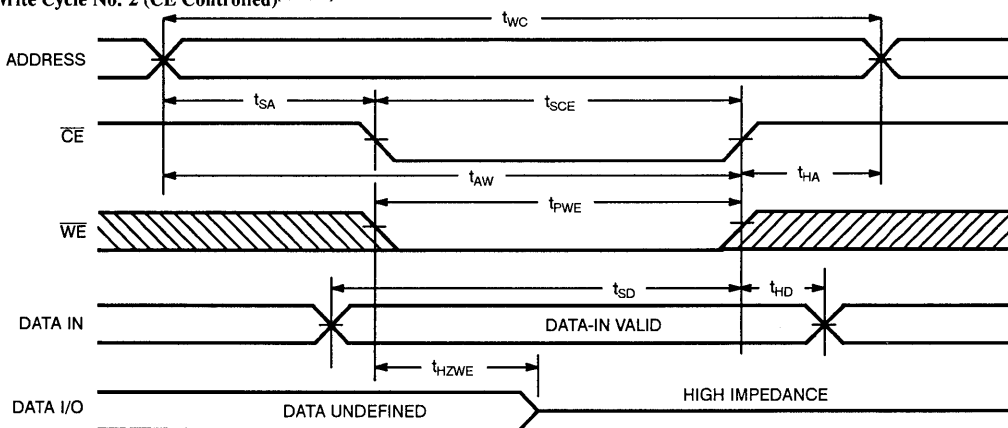 Write Cycle No. 2 (CE Controlled)
tWC
ADDRESS
tSA
tSCE
CE
tAW
tHA
tPWE
WE
tSD
tHD
DATA IN
DATA-IN VALID
tHZWE
HIGH IMPEDANCE
DATA I/O
DATA UNDEFINED